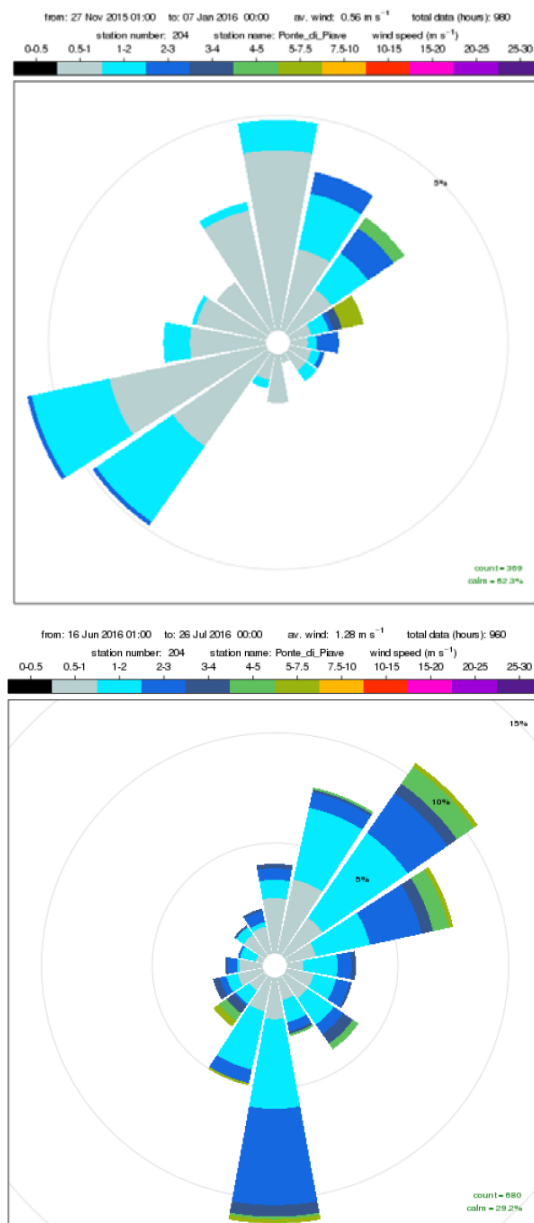 from: 27 Nov 2015 01:00 to: 07 Jan 2016 00:00 av. wind: 0.56 m s⁻¹ total data (hours): 980
station number: 204 station name: Ponte_di_Piave wind speed (m s⁻¹)
0-0.5 0.5-1 1-2 2-3 3-4 4-5 5-7.5 7.5-10 10-15 15-20 20-25 25-30
5%
count = 369
calm = 62.3%
from: 16 Jun 2016 01:00 to: 26 Jul 2016 00:00 av. wind: 1.28 m s⁻¹ total data (hours): 960
station number: 204 station name: Ponte_di_Piave wind speed (m s⁻¹)
0-0.5 0.5-1 1-2 2-3 3-4 4-5 5-7.5 7.5-10 10-15 15-20 20-25 25-30
15%
10%
5%
count = 680
calm = 29.2%